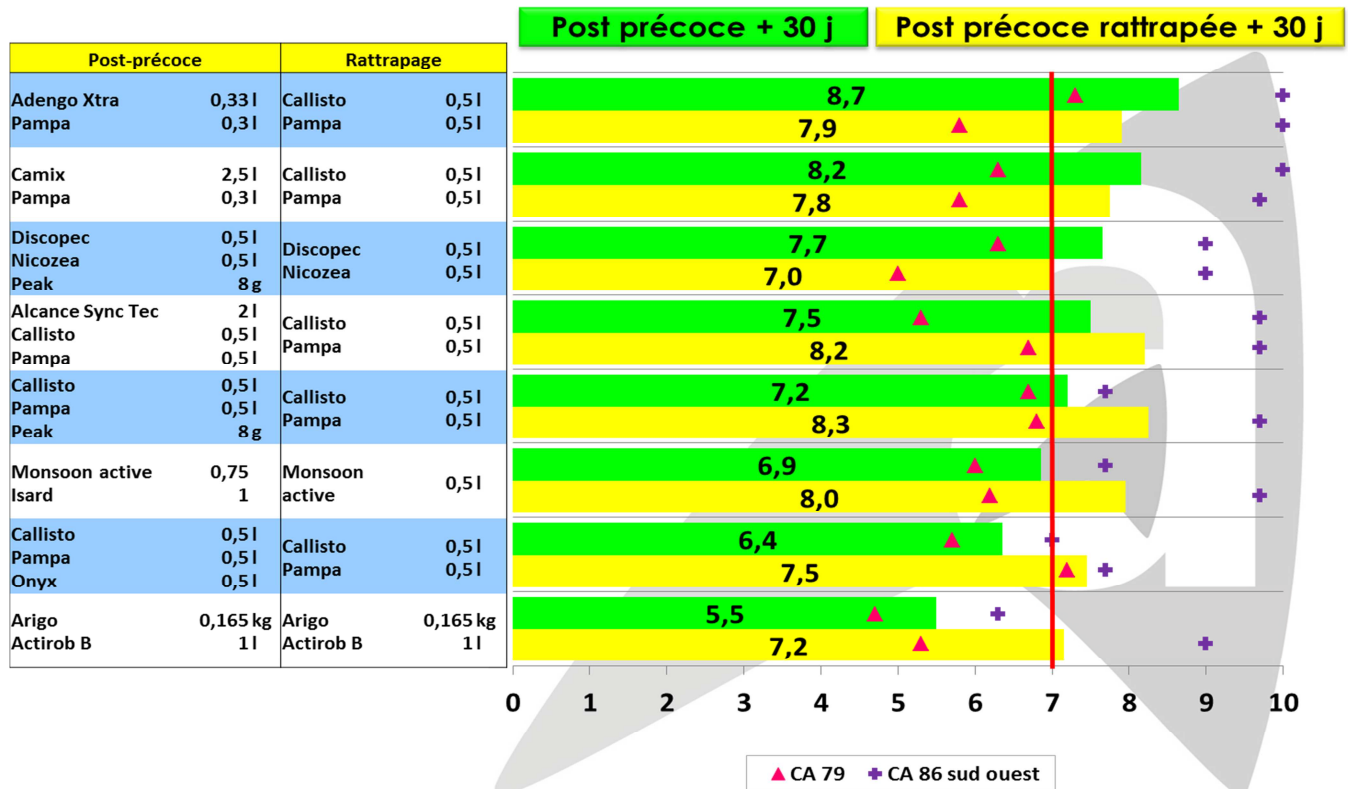 Post précoce + 30 j
Post précoce rattrapée + 30 j
Post-précoce Rattrapage
Adengo Xtra 0,33 l Callisto 0,5 l
Pampa 0,3 l Pampa 0,5 l
8,7
7,9
Camix 2,5 l Callisto 0,5 l
Pampa 0,3 l Pampa 0,5 l
8,2
7,8
Discopec 0,5 l
Nicozea 0,5 l
Peak 8 g
Discopec 0,5 l
Nicozea 0,5 l
7,7
7,0
Alcance Sync Tec 2 l
Callisto 0,5 l
Pampa 0,5 l
Callisto 0,5 l
Pampa 0,5 l
7,5
8,2
Callisto 0,5 l
Pampa 0,5 l
Peak 8 g
Callisto 0,5 l
Pampa 0,5 l
7,2
8,3
Monsoon active 0,75
Isard 1
Monsoon
active 0,5 l
6,9
8,0
Callisto 0,5 l
Pampa 0,5 l
Onyx 0,5 l
Callisto 0,5 l
Pampa 0,5 l
6,4
7,5
Arigo 0,165 kg Arigo 0,165 kg
Actirob B 1 l Actirob B 1 l
5,5
7,2
0 1 2 3 4 5 6 7 8 9 10
CA 79 CA 86 sud ouest